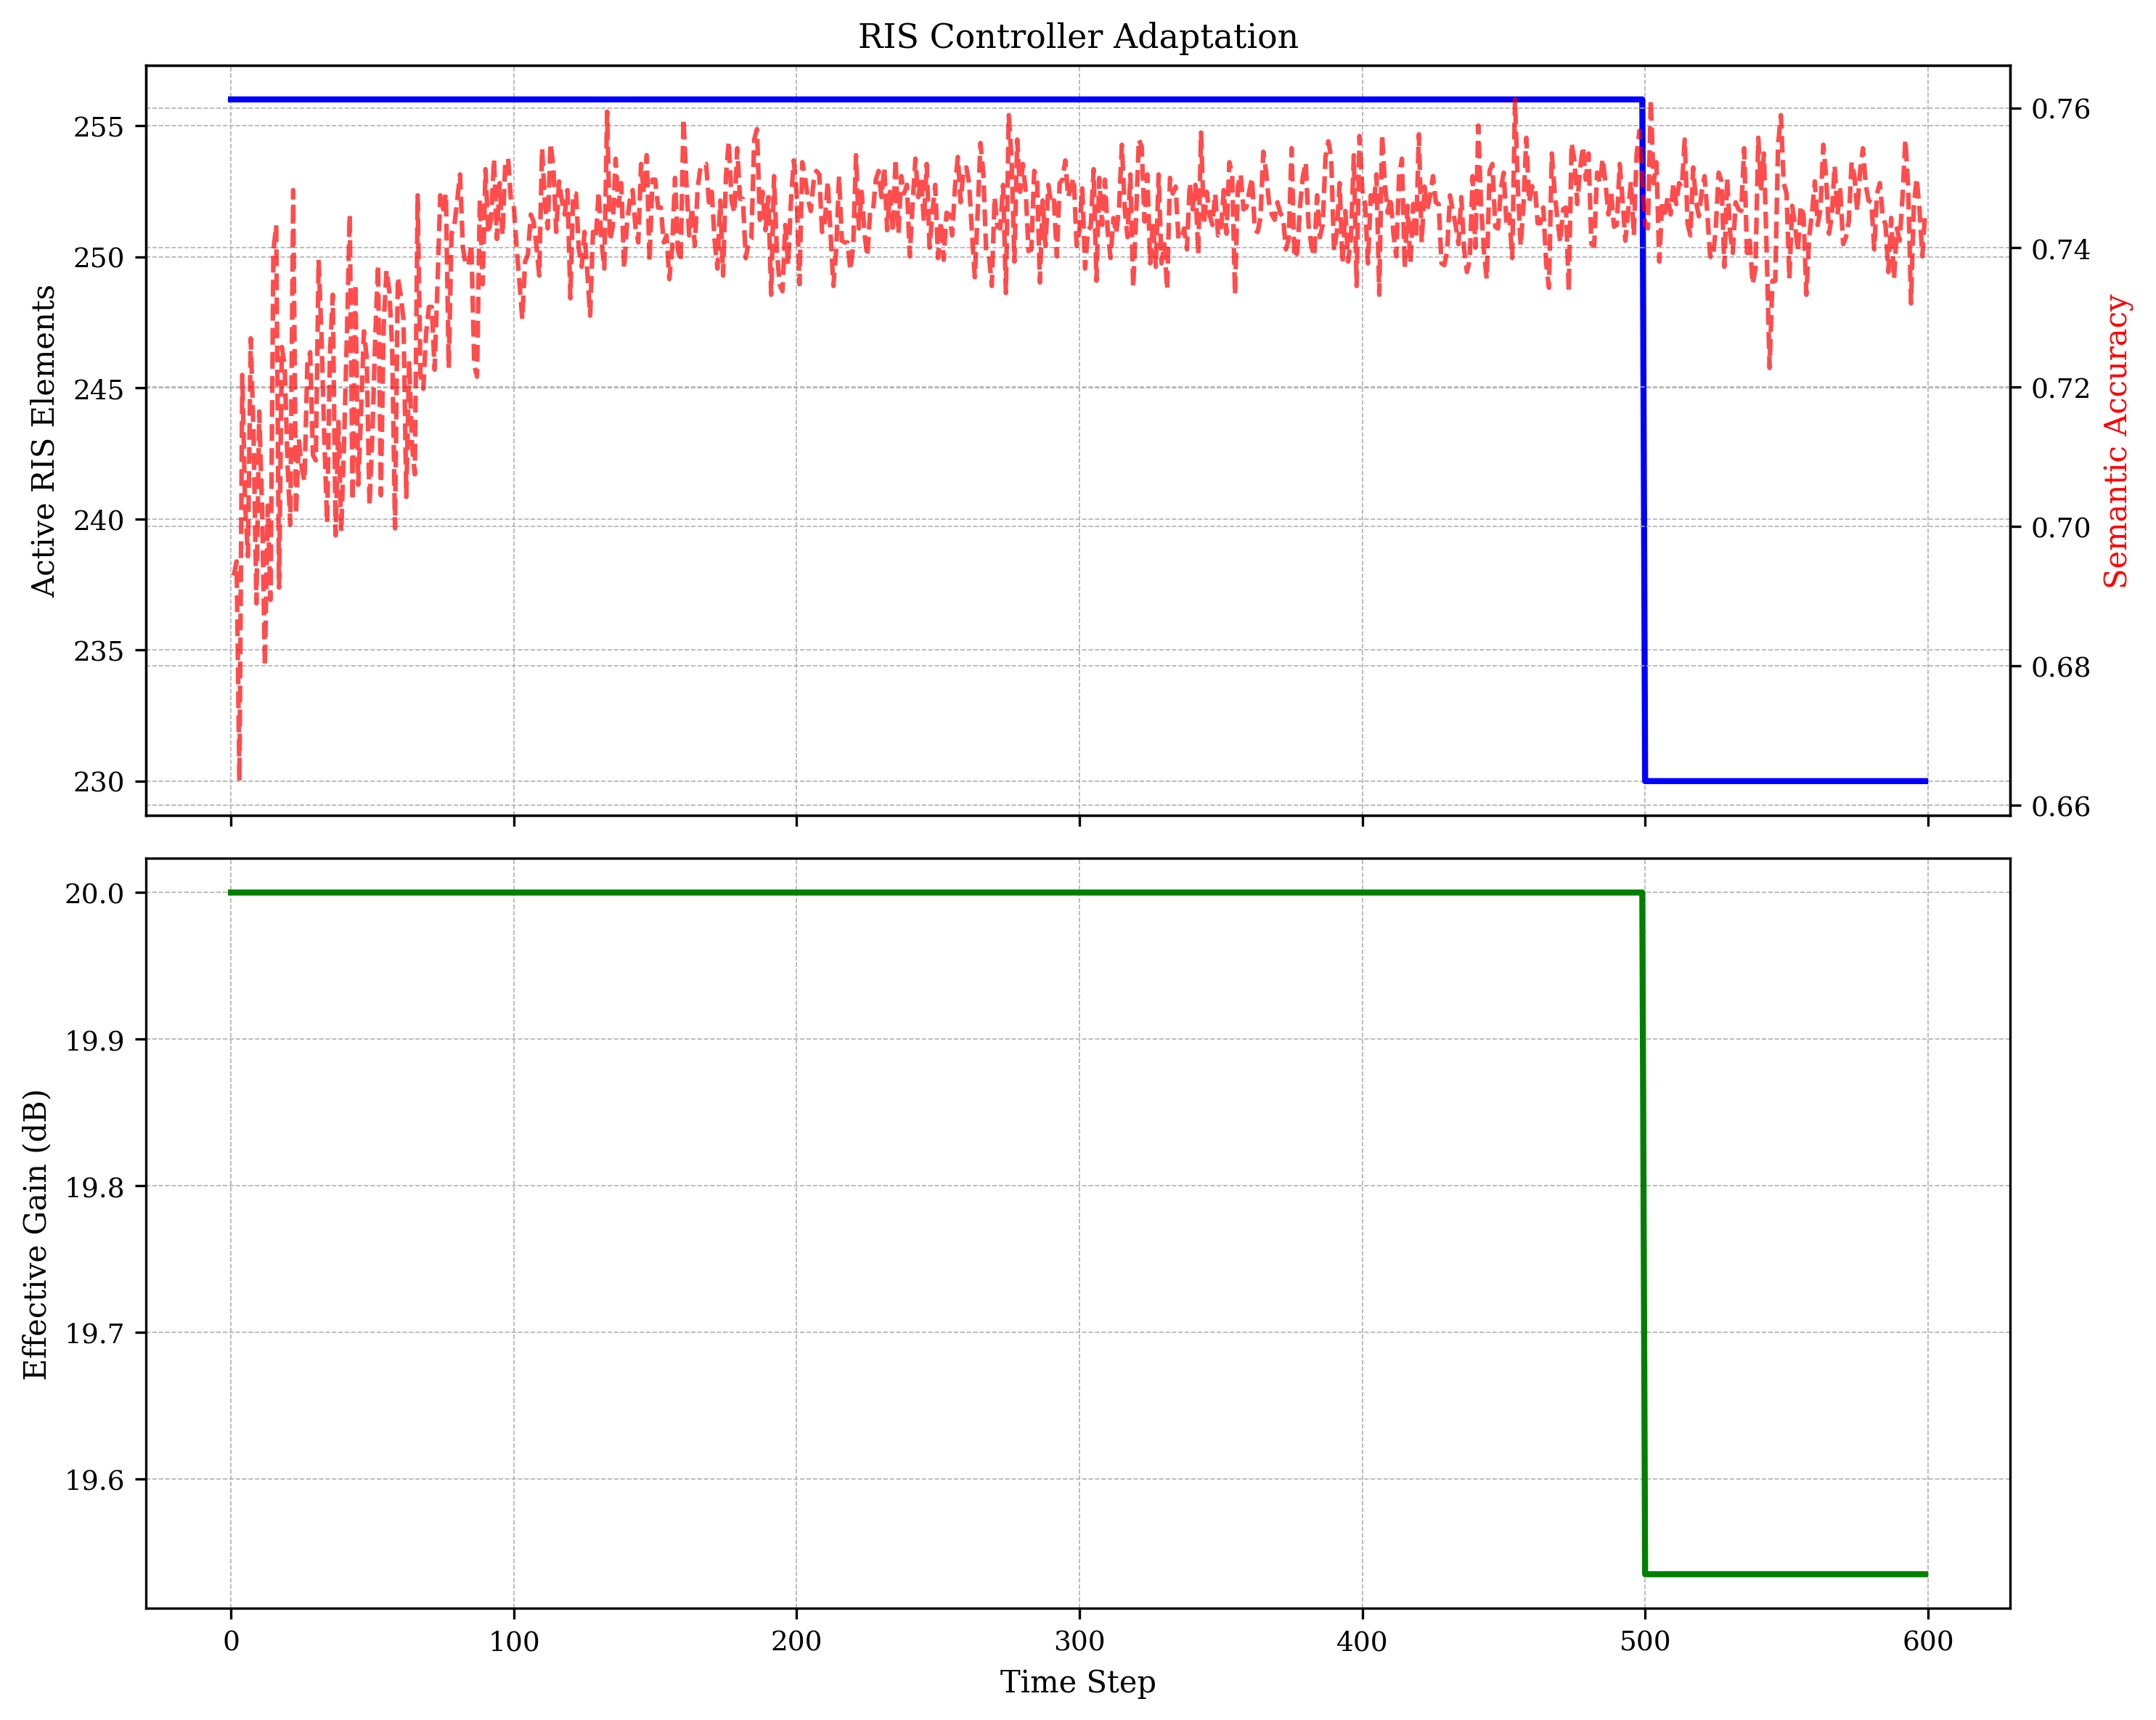 RIS Controller Adaptation
255
250
245
240
235
230
Active RIS Elements
0.76
0.74
0.72
0.70
0.68
0.66
Semantic Accuracy
20.0
19.9
19.8
19.7
19.6
Effective Gain (dB)
0 100 200 300 400 500 600
Time Step